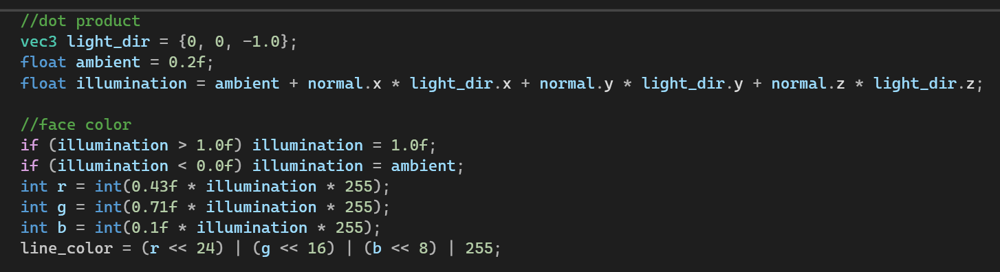 //dot product
vec3 light_dir = {0, 0, -1.0};
float ambient = 0.2f;
float illumination = ambient + normal.x * light_dir.x + normal.y * light_dir.y + normal.z * light_dir.z;
//face color
if (illumination > 1.0f) illumination = 1.0f;
if (illumination < 0.0f) illumination = ambient;
int r = int(0.43f * illumination * 255);
int g = int(0.71f * illumination * 255);
int b = int(0.1f * illumination * 255);
line_color = (r << 24) | (g << 16) | (b << 8) | 255;